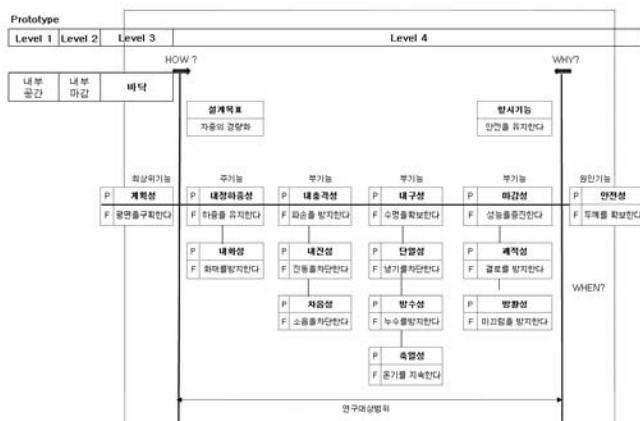 Prototype
Level 1 Level 2 Level 3 Level 4
HOW ? WHY?
내부 공간 내부 마감 바닥
설계목표 항시기능
자중의 경량화 안전을 유지한다
최상위기능 주기능 부기능 부기능 부기능 원인기능
P 계획성 P 내정하중성 P 내충격성 P 내구성 P 마감성 P 안전성
F 평면을구획한다 F 하중을 유지한다 F 파손을 방지한다 F 수명을확보한다 F 성능을증진한다 F 두께를 확보한다
P 내화성 P 내진성 P 단열성 P 쾌적성
F 화재를방지한다 F 진동을차단한다 F 냉기를차단한다 F 결로를 방지한다
WHEN?
P 차음성 P 방수성 P 방활성
F 소음을차단한다 F 누수를방지한다 F 미끄럼을 방지한다
P 축열성
F 온기를 지속한다
연구대상범위